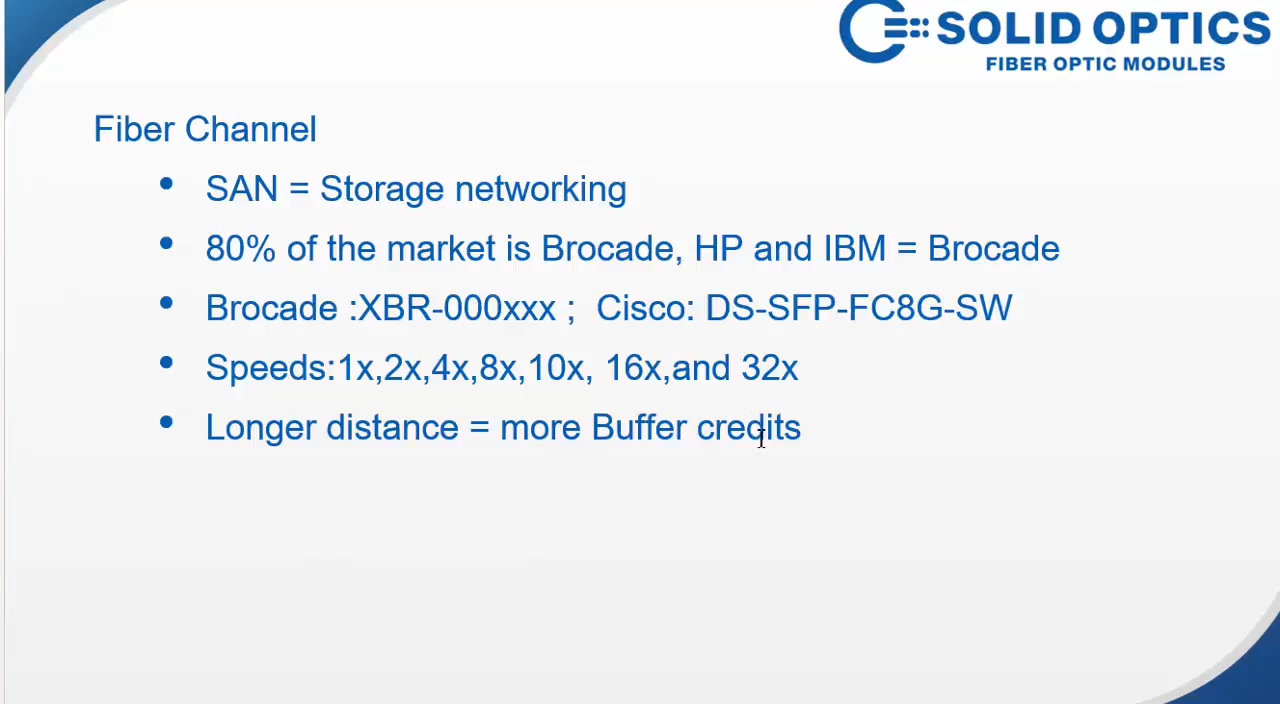 SOLID OPTICS
FIBER OPTIC MODULES
Fiber Channel
• SAN = Storage networking
• 80% of the market is Brocade, HP and IBM = Brocade
• Brocade :XBR-000xxx ;  Cisco: DS-SFP-FC8G-SW
• Speeds:1x,2x,4x,8x,10x, 16x,and 32x
• Longer distance = more Buffer credits